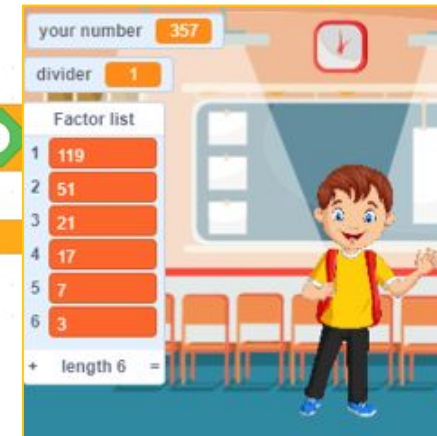 your number 357
divider 1
Factor list
1 119
2 51
3 21
4 17
5 7
6 3
+ length 6 =